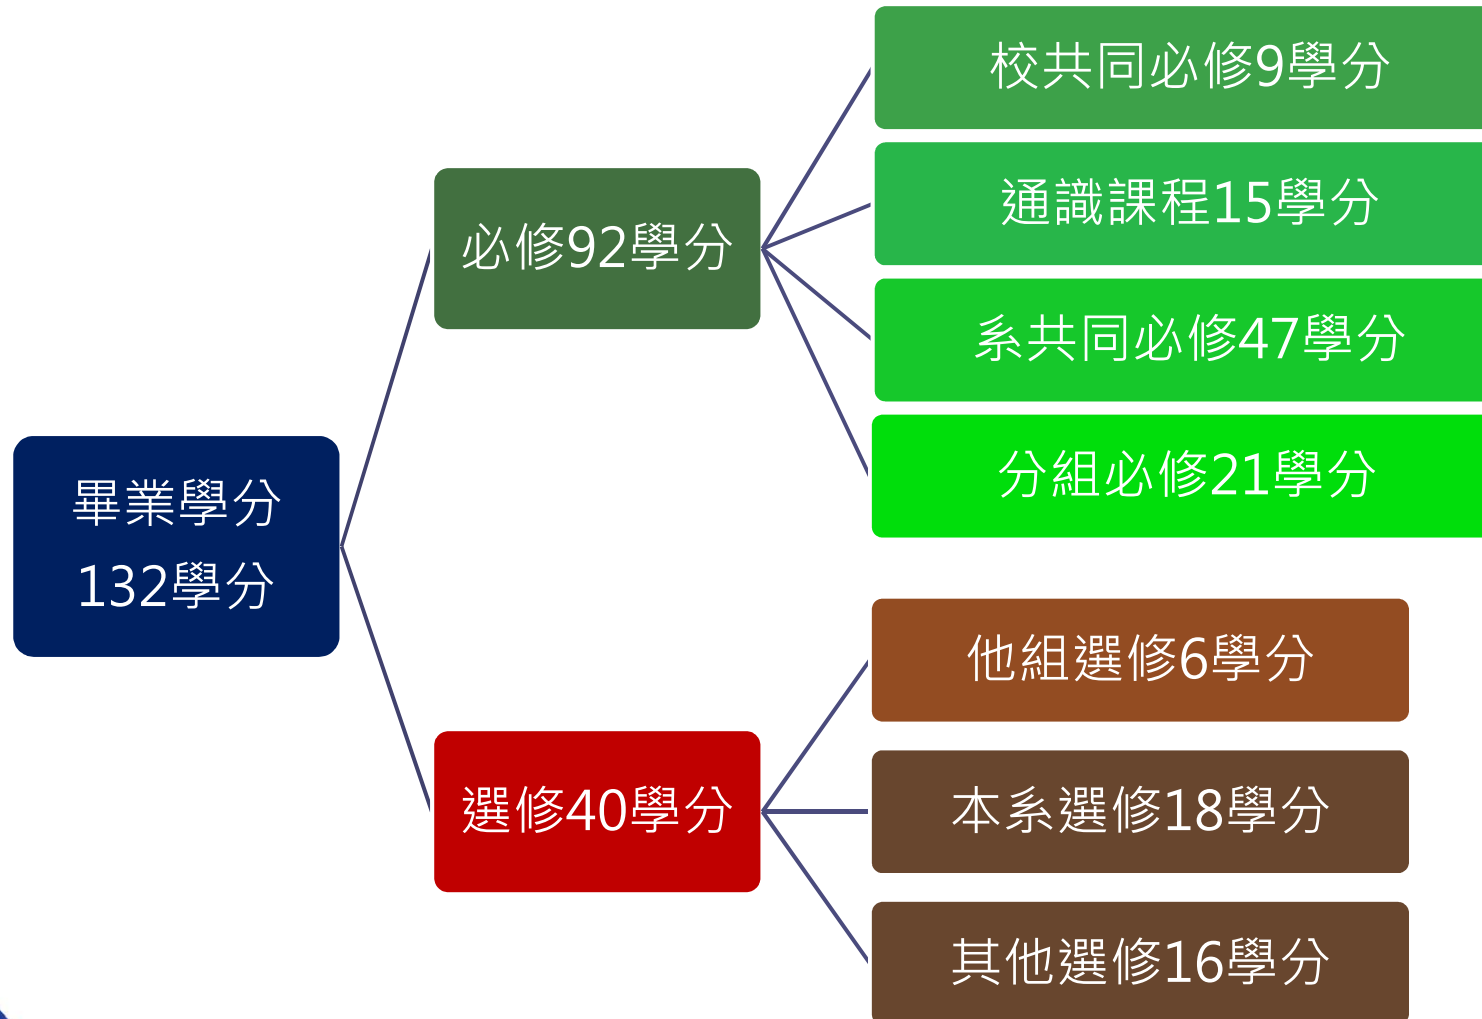 畢業學分
132學分
必修92學分
校共同必修9學分
通識課程15學分
系共同必修47學分
分組必修21學分
選修40學分
他組選修6學分
本系選修18學分
其他選修16學分